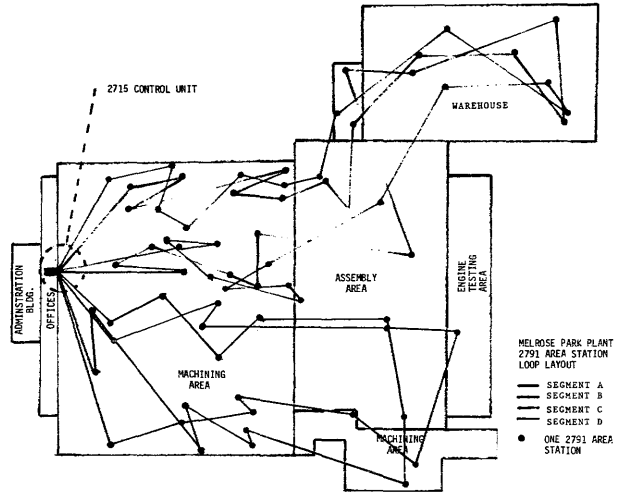 2715 CONTROL UNIT
WAREHOUSE
ADMINSTRATION
BLDG.
OFFICES
ASSEMBLY
AREA
ENGINE
TESTING
AREA
MACHINING
AREA
MACHINING
AREA
MELROSE PARK PLANT
2791 AREA STATION
LOOP LAYOUT
SEGMENT A
SEGMENT B
SEGMENT C
SEGMENT D
ONE 2791 AREA
STATION